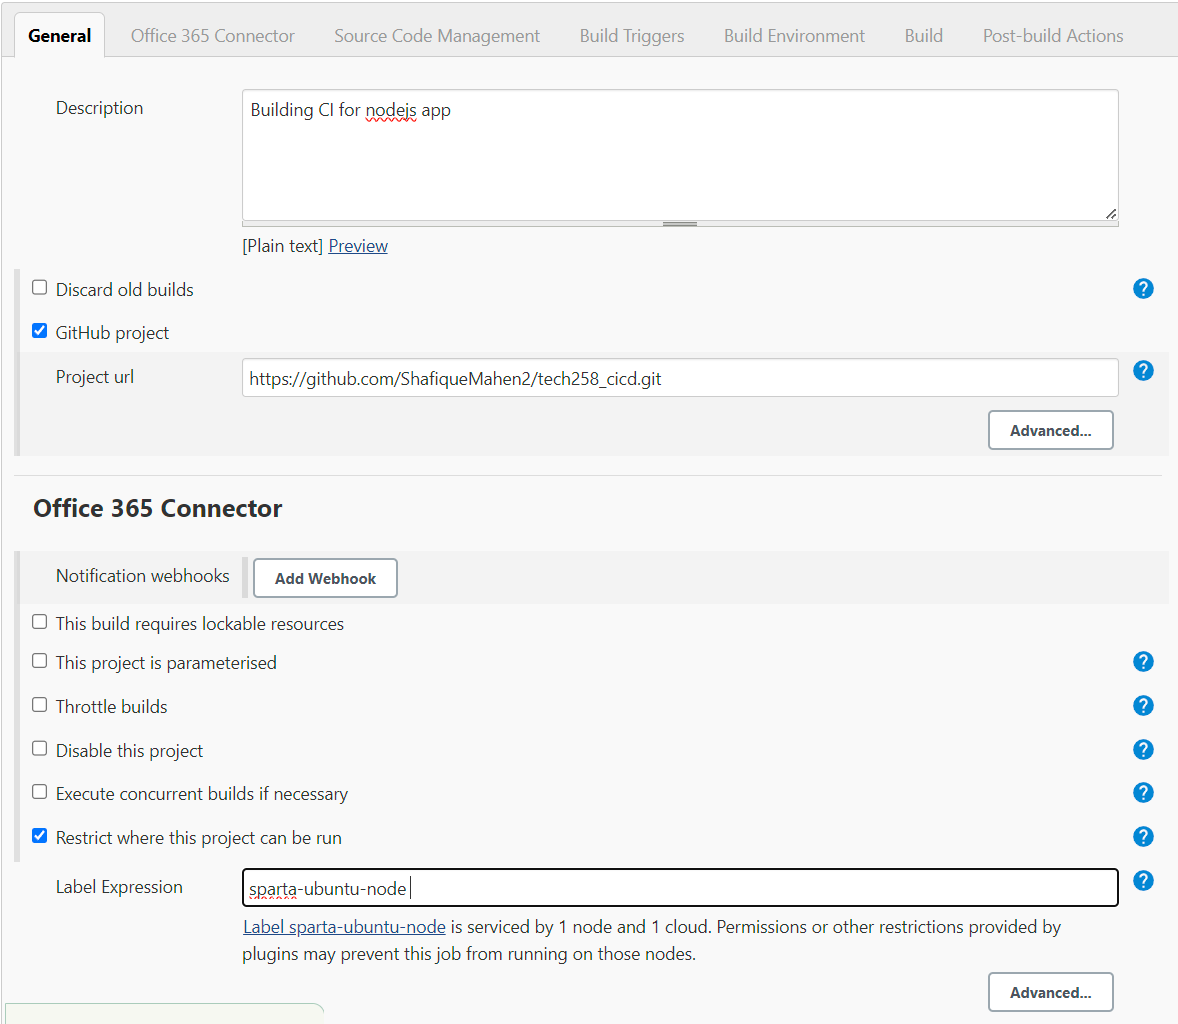 General Office 365 Connector Source Code Management Build Triggers Build Environment Build Post-build Actions
Description
Building CI for nodejs app
[Plain text] Preview
Discard old builds
?
GitHub project
Project url
https://github.com/ShafiqueMahen2/tech258_cicd.git
?
Advanced...
Office 365 Connector
Notification webhooks
Add Webhook
This build requires lockable resources
This project is parameterised
?
Throttle builds
?
Disable this project
?
Execute concurrent builds if necessary
?
Restrict where this project can be run
?
Label Expression
sparta-ubuntu-node
?
Label sparta-ubuntu-node is serviced by 1 node and 1 cloud. Permissions or other restrictions provided by
plugins may prevent this job from running on those nodes.
Advanced...